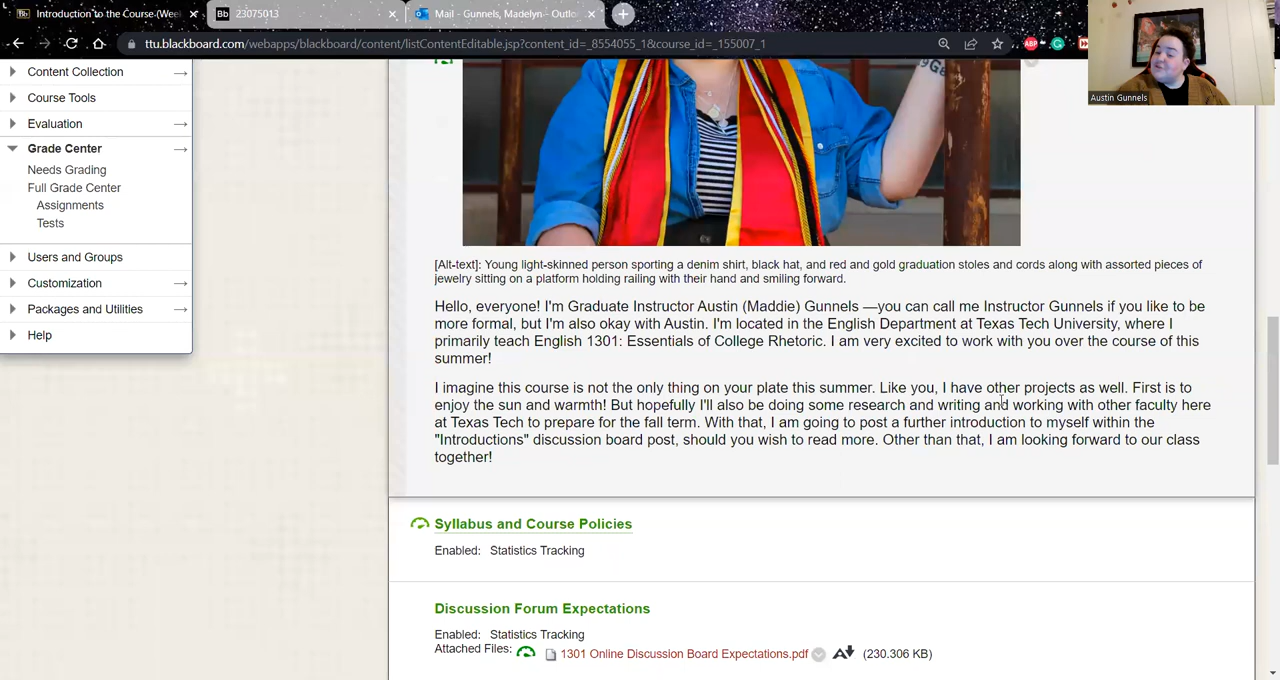 Introduction to the Course (Wee
Bb 23075013
Mail - Gunnels, Madelyn - Outlo
ttu.blackboard.com/webapps/blackboard/content/listContentEditable.jsp?content_id=_8554055_1&course_id=_155007_1
ABP
Austin Gunnels
Content Collection
Course Tools
Evaluation
Grade Center
Needs Grading
Full Grade Center
Assignments
Tests
Users and Groups
Customization
Packages and Utilities
Help
[Alt-text]: Young light-skinned person sporting a denim shirt, black hat, and red and gold graduation stoles and cords along with assorted pieces of
jewelry sitting on a platform holding railing with their hand and smiling forward.
Hello, everyone! I'm Graduate Instructor Austin (Maddie) Gunnels —you can call me Instructor Gunnels if you like to be
more formal, but I'm also okay with Austin. I'm located in the English Department at Texas Tech University, where I
primarily teach English 1301: Essentials of College Rhetoric. I am very excited to work with you over the course of this
summer!
I imagine this course is not the only thing on your plate this summer. Like you, I have other projects as well. First is to
enjoy the sun and warmth! But hopefully I'll also be doing some research and writing and working with other faculty here
at Texas Tech to prepare for the fall term. With that, I am going to post a further introduction to myself within the
"Introductions" discussion board post, should you wish to read more. Other than that, I am looking forward to our class
together!
Syllabus and Course Policies
Enabled: Statistics Tracking
Discussion Forum Expectations
Enabled: Statistics Tracking
Attached Files: 1301 Online Discussion Board Expectations.pdf (230.306 KB)